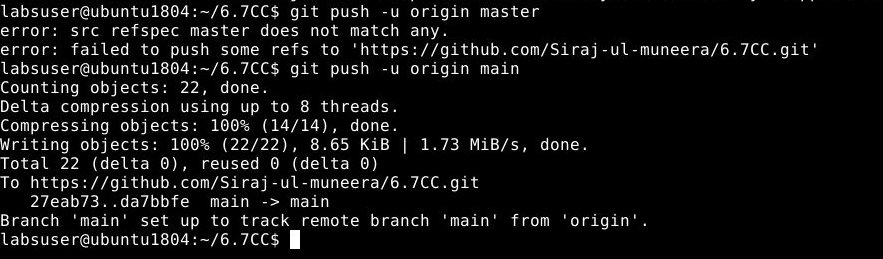 labsuser@ubuntu1804:~/6.7CC$ git push -u origin master
error: src refspec master does not match any.
error: failed to push some refs to 'https://github.com/Siraj-ul-muneera/6.7CC.git'
labsuser@ubuntu1804:~/6.7CC$ git push -u origin main
Counting objects: 22, done.
Delta compression using up to 8 threads.
Compressing objects: 100% (14/14), done.
Writing objects: 100% (22/22), 8.65 KiB | 1.73 MiB/s, done.
Total 22 (delta 0), reused 0 (delta 0)
To https://github.com/Siraj-ul-muneera/6.7CC.git
   27eab73..da7bbfe  main -> main
Branch 'main' set up to track remote branch 'main' from 'origin'.
labsuser@ubuntu1804:~/6.7CC$